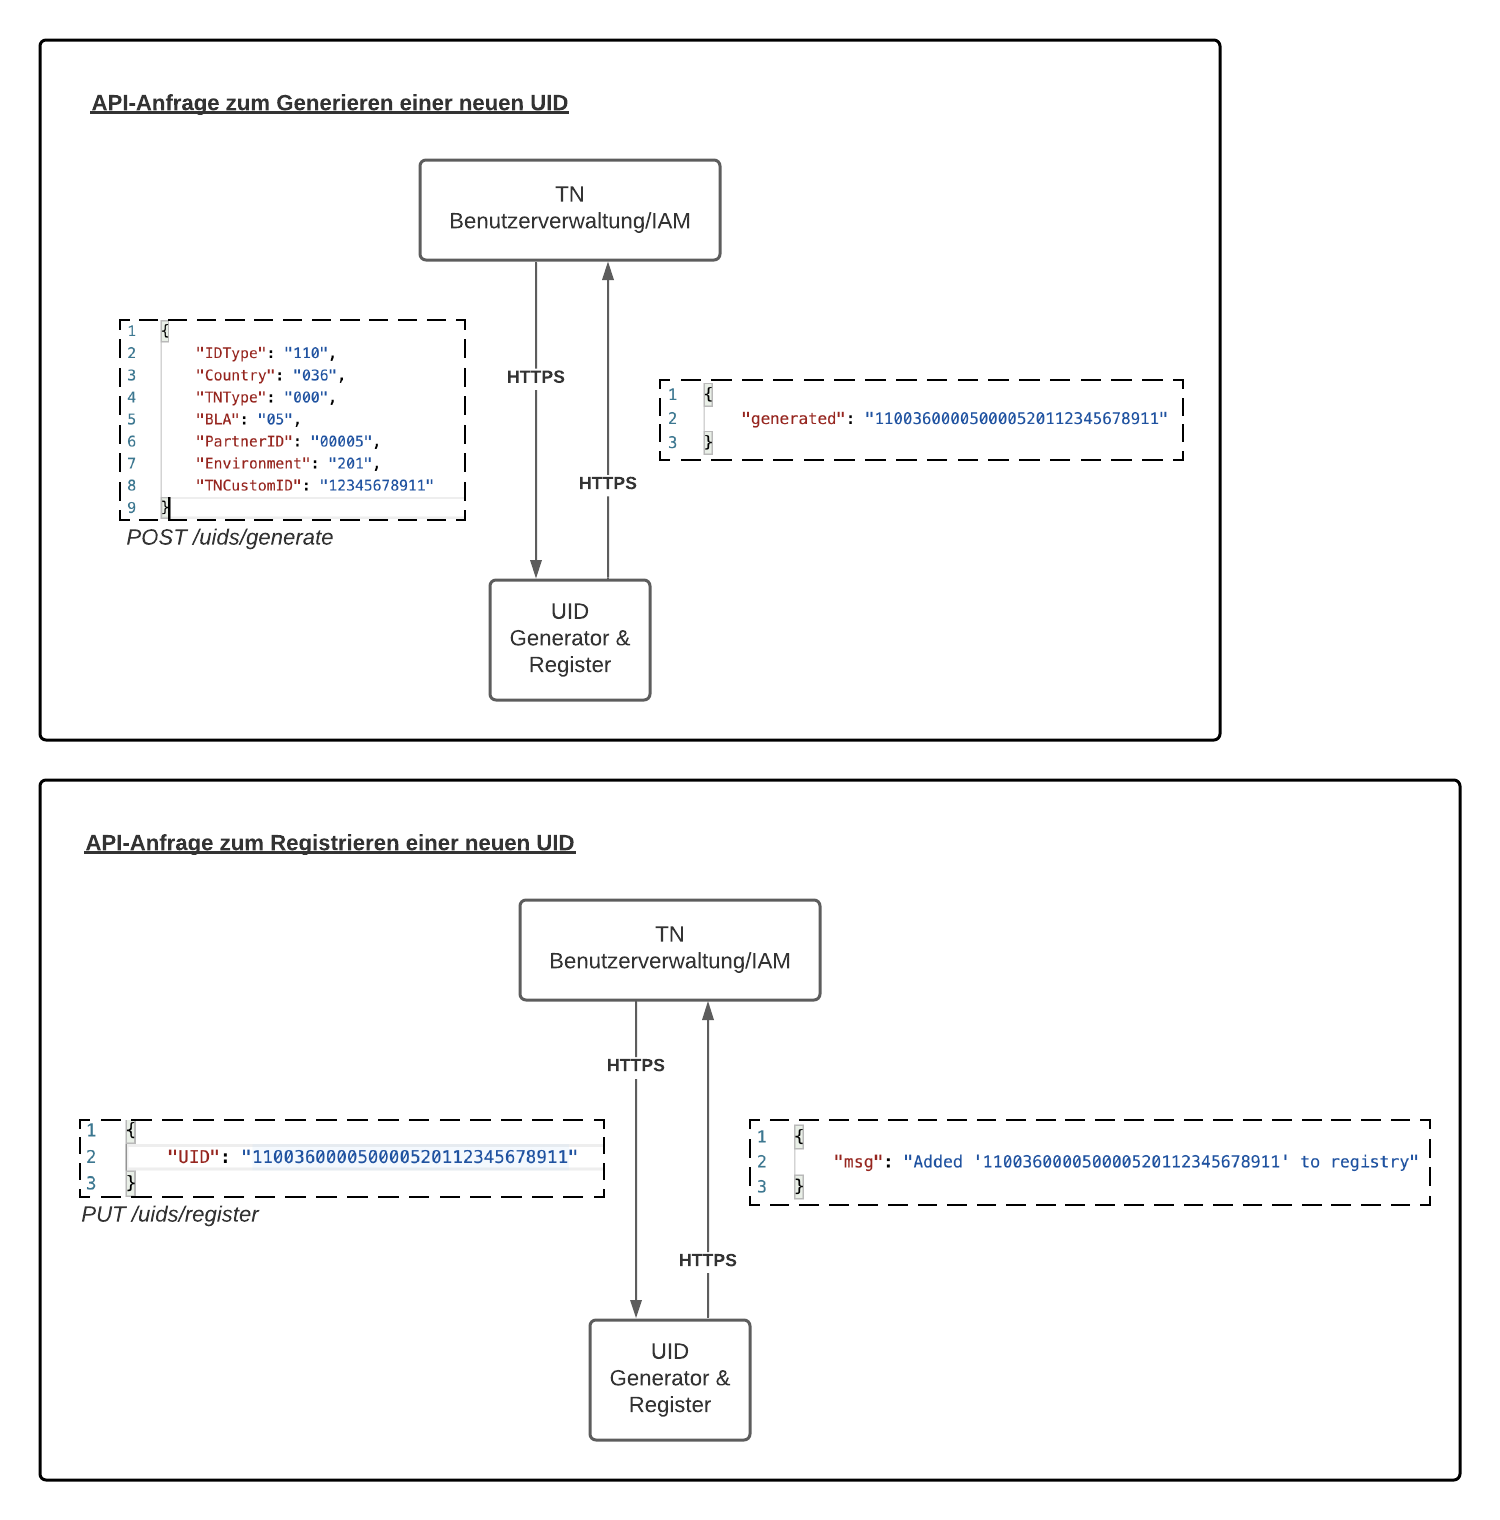 API-Anfrage zum Generieren einer neuen UID
TN
Benutzerverwaltung/IAM
1 {
2 "IDType": "110",
3 "Country": "036",
4 "TNType": "000",
5 "BLA": "05",
6 "PartnerID": "00005",
7 "Environment": "201",
8 "TNCustomID": "12345678911"
9 }
POST /uids/generate
HTTPS
HTTPS
1 {
2 "generated": "110036000050000520112345678911"
3 }
UID
Generator &
Register
API-Anfrage zum Registrieren einer neuen UID
TN
Benutzerverwaltung/IAM
HTTPS
1 {
2 "UID": "110036000050000520112345678911"
3 }
PUT /uids/register
1 {
2 "msg": "Added '110036000050000520112345678911' to registry"
3 }
HTTPS
UID
Generator &
Register